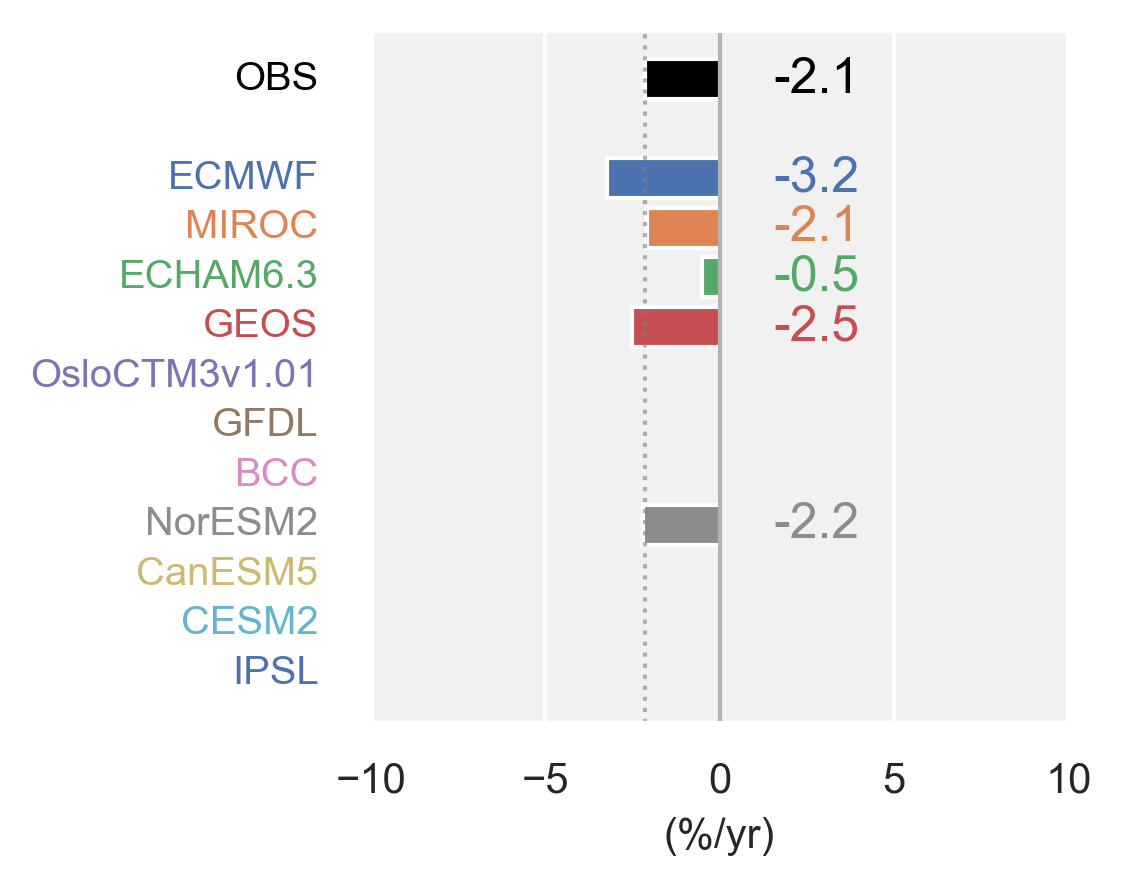 OBS -2.1
ECMWF -3.2
MIROC -2.1
ECHAM6.3 -0.5
GEOS -2.5
OsloCTM3v1.01
GFDL
BCC
NorESM2 -2.2
CanESM5
CESM2
IPSL
−10 −5 0 5 10
(%/yr)